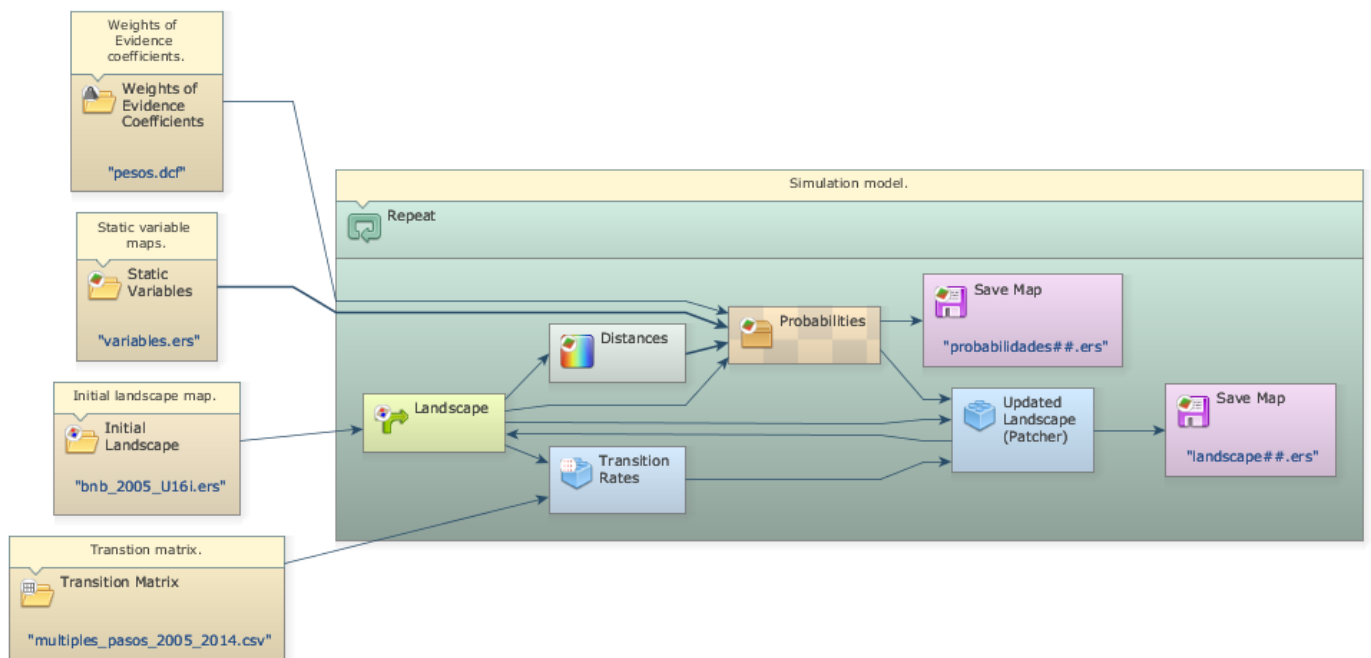 Weights of
Evidence
coefficients.
Weights of
Evidence
Coefficients
"pesos.dcf"
Static variable
maps.
Static
Variables
"variables.ers"
Initial landscape map.
Initial
Landscape
"bnb_2005_U16i.ers"
Transtion matrix.
Transition Matrix
"multiples_pasos_2005_2014.csv"
Simulation model.
Repeat
Landscape
Distances
Transition
Rates
Probabilities
Save Map
"probabilidades##.ers"
Updated
Landscape
(Patcher)
Save Map
"landscape##.ers"